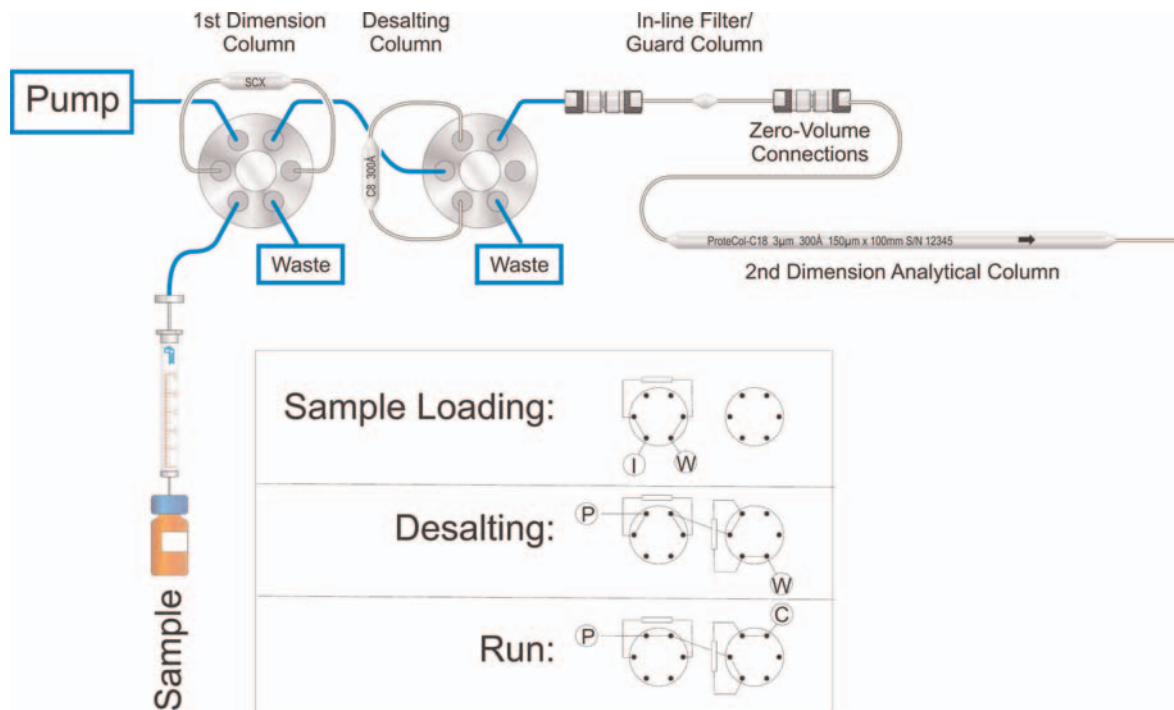 1st Dimension
Column
Desalting
Column
In-line Filter/
Guard Column
SCX
Pump
Zero-Volume
Connections
C8 300Å
ProteCol-C18 3µm 300Å 150µm x 100mm S/N 12345
Waste
Waste
2nd Dimension Analytical Column
Sample Loading:
I
W
Desalting:
P
W
Run:
P
C
Sample